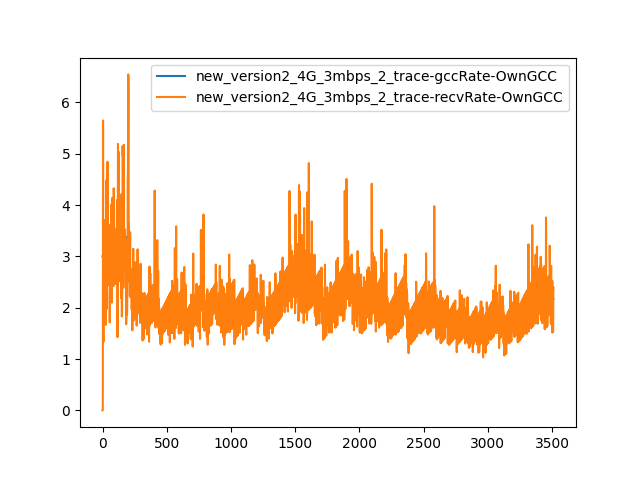 new_version2_4G_3mbps_2_trace-gccRate-OwnGCC
new_version2_4G_3mbps_2_trace-recvRate-OwnGCC
6
5
4
3
2
1
0
0 500 1000 1500 2000 2500 3000 3500